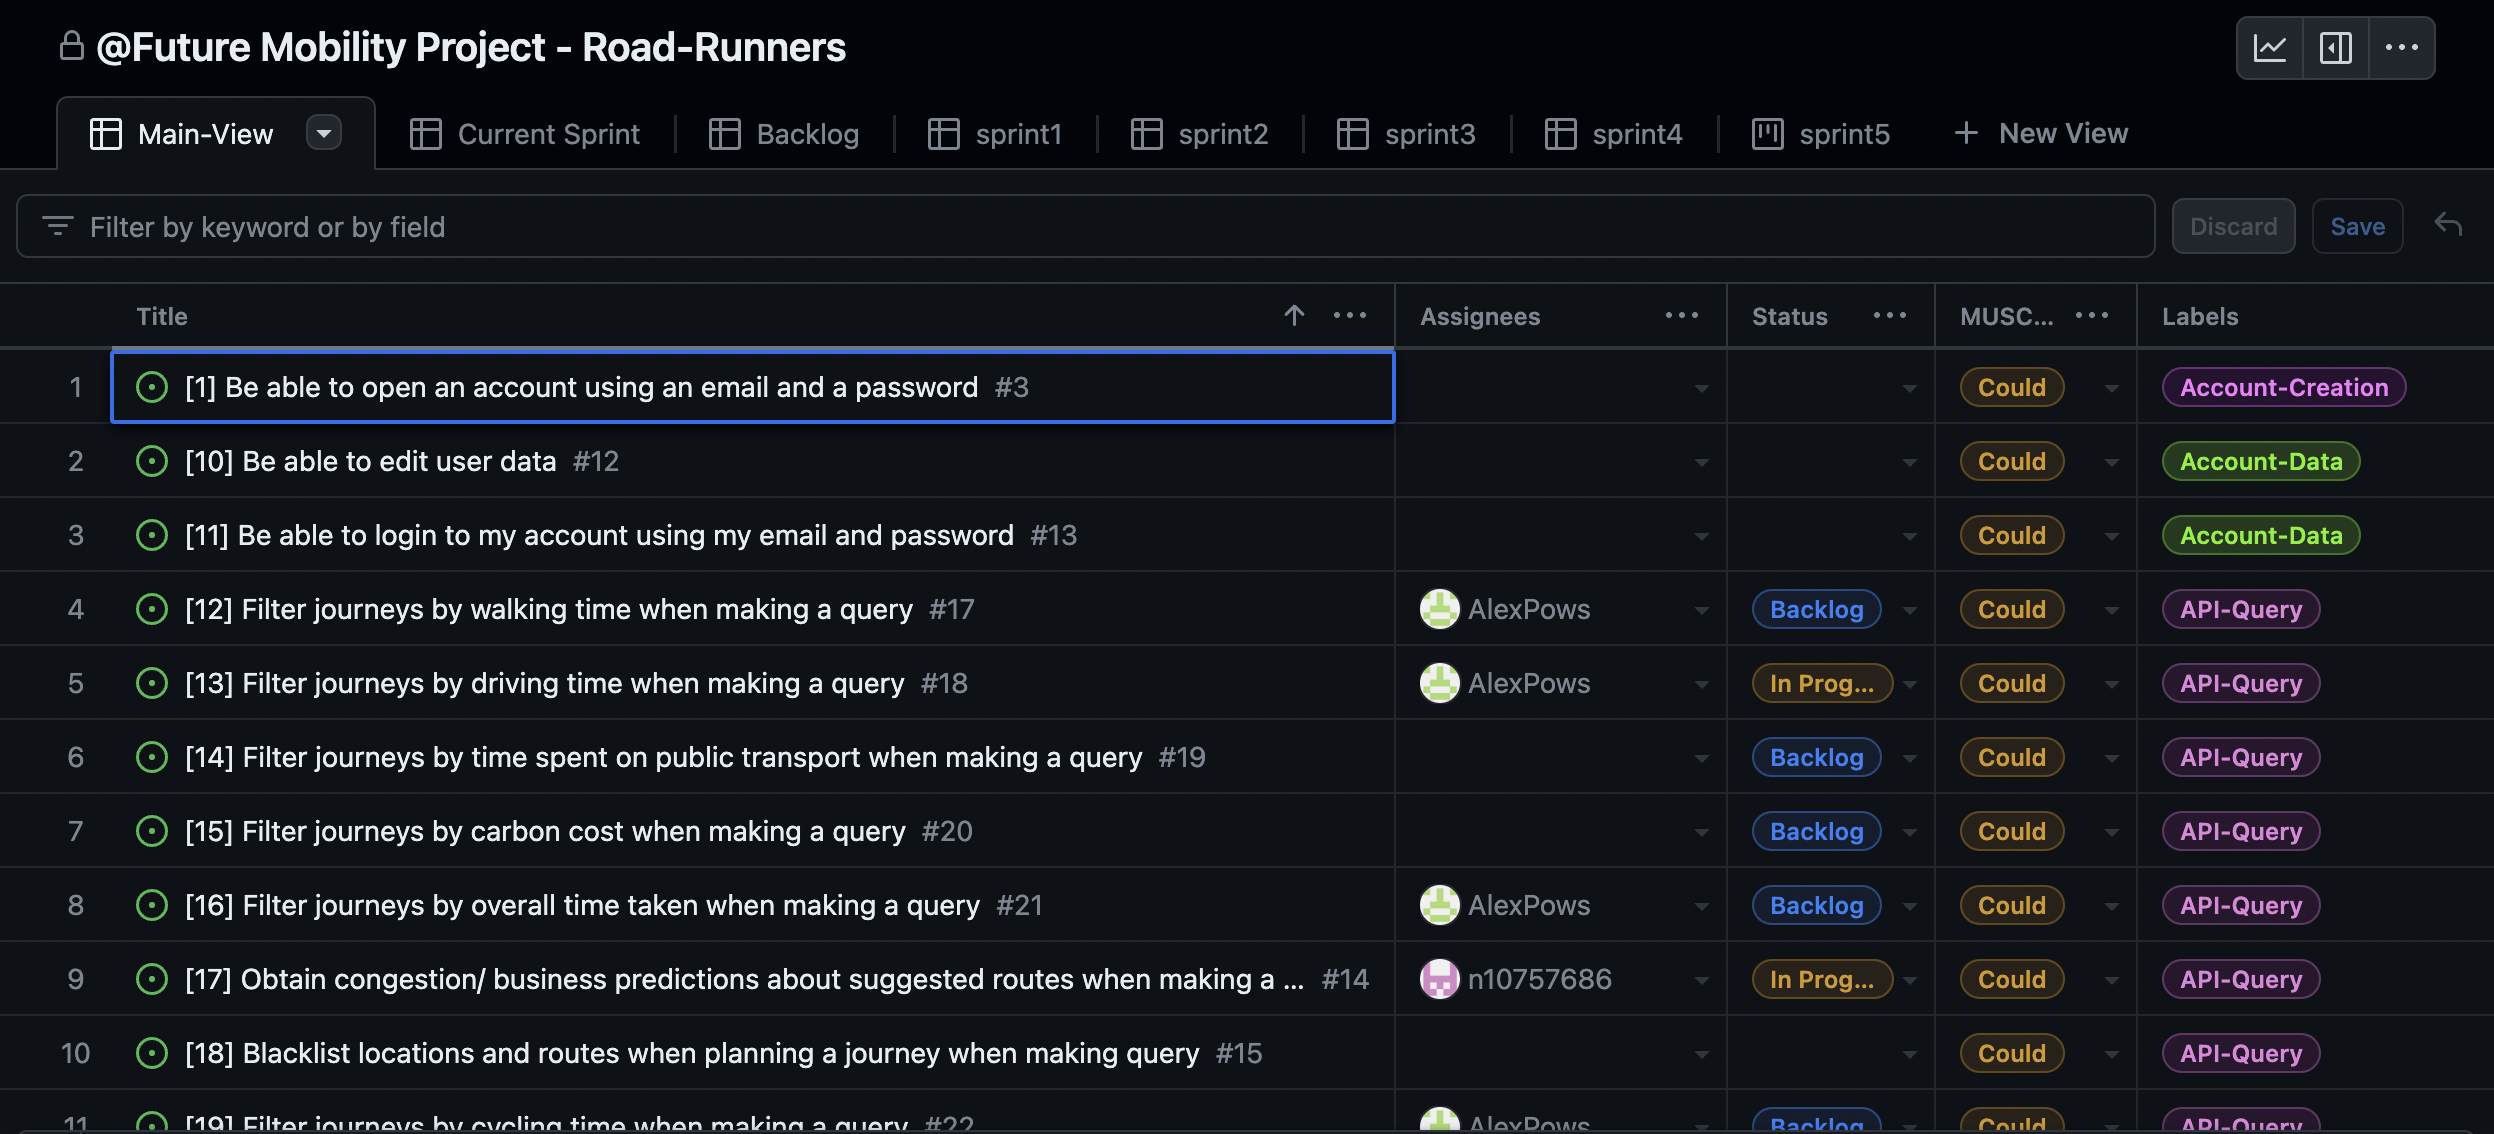 @Future Mobility Project - Road-Runners
Main-View Current Sprint Backlog sprint1 sprint2 sprint3 sprint4 sprint5 + New View
Filter by keyword or by field Discard Save
Title Assignees Status MUSC... Labels
1 [1] Be able to open an account using an email and a password #3 Could Account-Creation
2 [10] Be able to edit user data #12 Could Account-Data
3 [11] Be able to login to my account using my email and password #13 Could Account-Data
4 [12] Filter journeys by walking time when making a query #17 AlexPows Backlog Could API-Query
5 [13] Filter journeys by driving time when making a query #18 AlexPows In Prog... Could API-Query
6 [14] Filter journeys by time spent on public transport when making a query #19 Backlog Could API-Query
7 [15] Filter journeys by carbon cost when making a query #20 Backlog Could API-Query
8 [16] Filter journeys by overall time taken when making a query #21 AlexPows Backlog Could API-Query
9 [17] Obtain congestion/ business predictions about suggested routes when making a ... #14 n10757686 In Prog... Could API-Query
10 [18] Blacklist locations and routes when planning a journey when making query #15 Could API-Query
11 [19] Filter journeys by cycling time when making a query #22 AlexPows Backlog Could API-Query